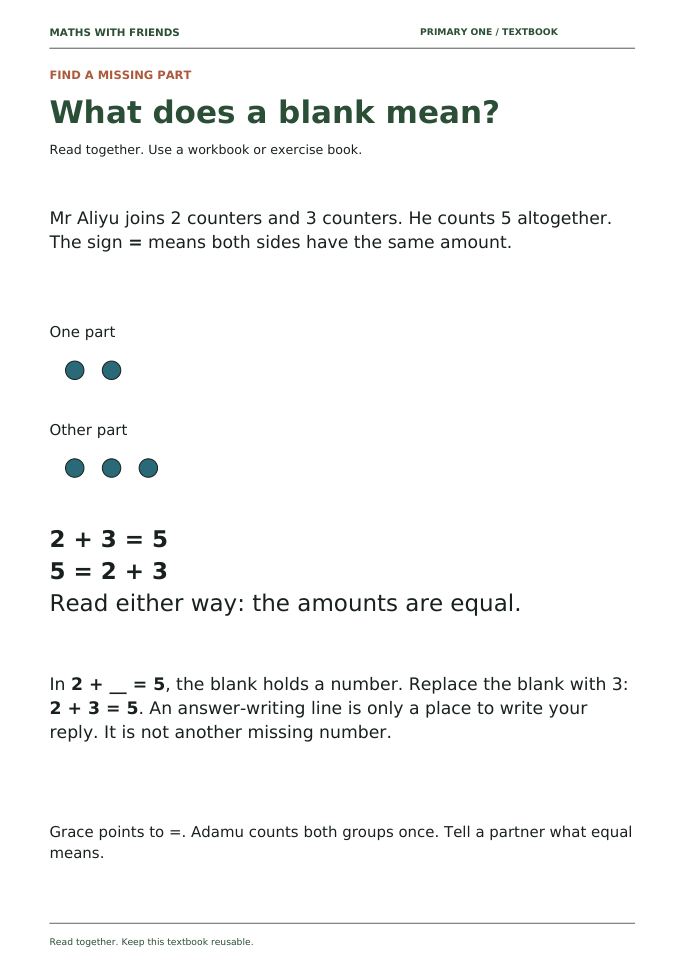 MATHS WITH FRIENDS
PRIMARY ONE / TEXTBOOK
FIND A MISSING PART
What does a blank mean?
Read together. Use a workbook or exercise book.
Mr Aliyu joins 2 counters and 3 counters. He counts 5 altogether.
The sign = means both sides have the same amount.
One part
Other part
2 + 3 = 5
5 = 2 + 3
Read either way: the amounts are equal.
In 2 + __ = 5, the blank holds a number. Replace the blank with 3:
2 + 3 = 5. An answer-writing line is only a place to write your
reply. It is not another missing number.
Grace points to =. Adamu counts both groups once. Tell a partner what equal
means.
Read together. Keep this textbook reusable.